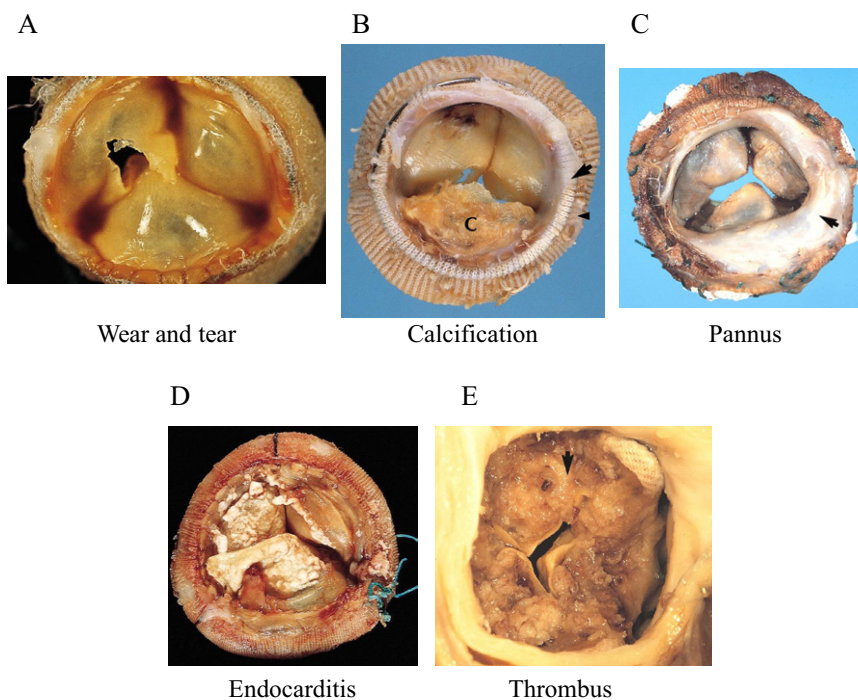 A
B
C
C
Wear and tear
Calcification
Pannus
D
E
Endocarditis
Thrombus